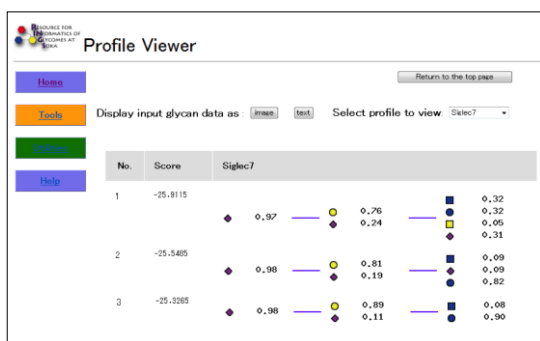 RESOURCE FOR
INFORMATICS OF
GLYCOMES AT
SOKA
Profile Viewer
Home
Return to the top page
Tools
Display input glycan data as : image text Select profile to view: Siglec7
Utilities
No. Score Siglec7
Help
1 -25.9115
0.97 0.76 0.24 0.32 0.32 0.05 0.31
2 -25.5485
0.98 0.81 0.19 0.09 0.09 0.82
3 -25.3265
0.98 0.89 0.11 0.08 0.90